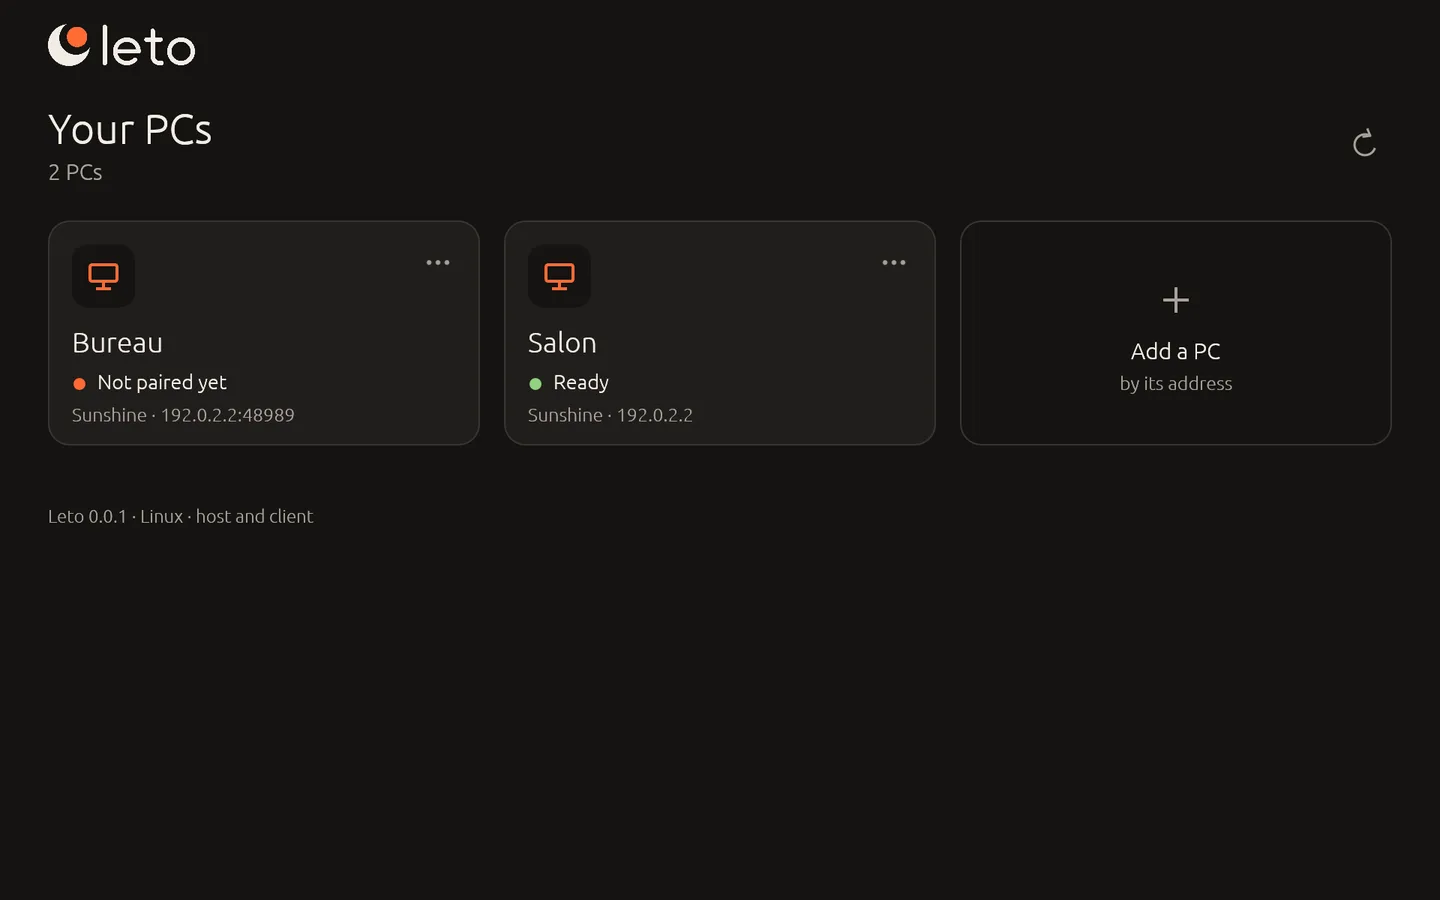 leto
Your PCs
2 PCs
Bureau
Not paired yet
Sunshine · 192.0.2.2:48989
Salon
Ready
Sunshine · 192.0.2.2
Add a PC
by its address
Leto 0.0.1 · Linux · host and client